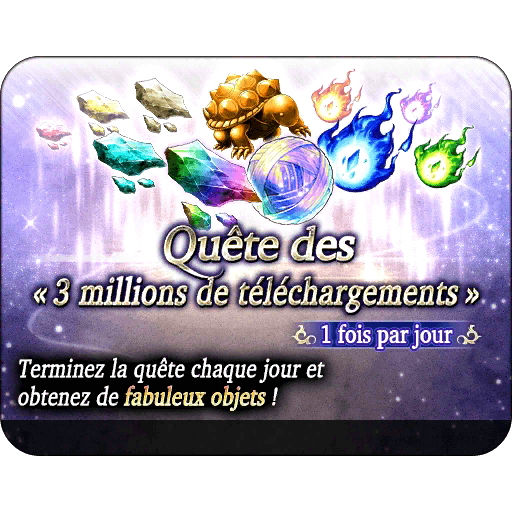 Quête des
« 3 millions de téléchargements »
1 fois par jour
Terminez la quête chaque jour et
obtenez de fabuleux objets !